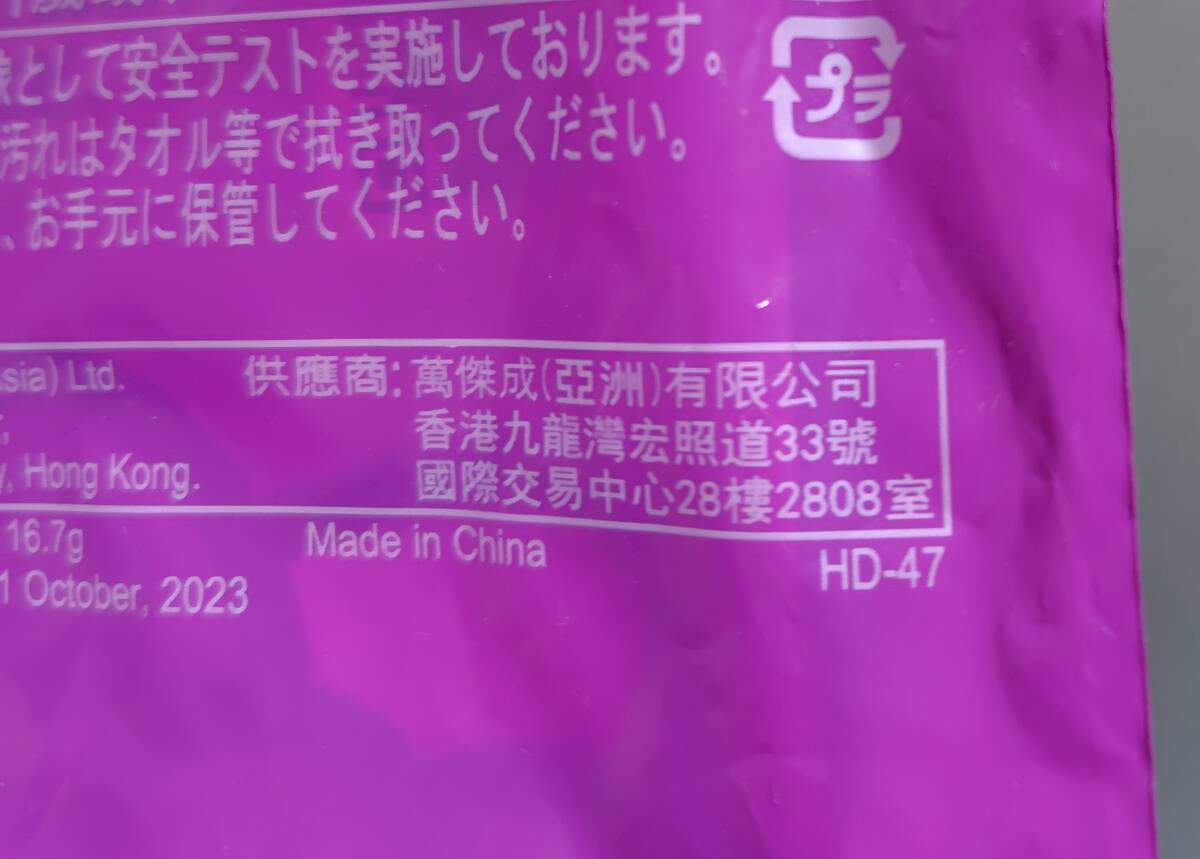 象として安全テストを実施しております。
プラ
汚れはタオル等で拭き取ってください。
、お手元に保管してください。
Asia) Ltd.
供應商: 萬傑成(亞洲)有限公司
香港九龍灣宏照道33號
y, Hong Kong.
國際交易中心28樓2808室
16.7g
Made in China
HD-47
1 October, 2023